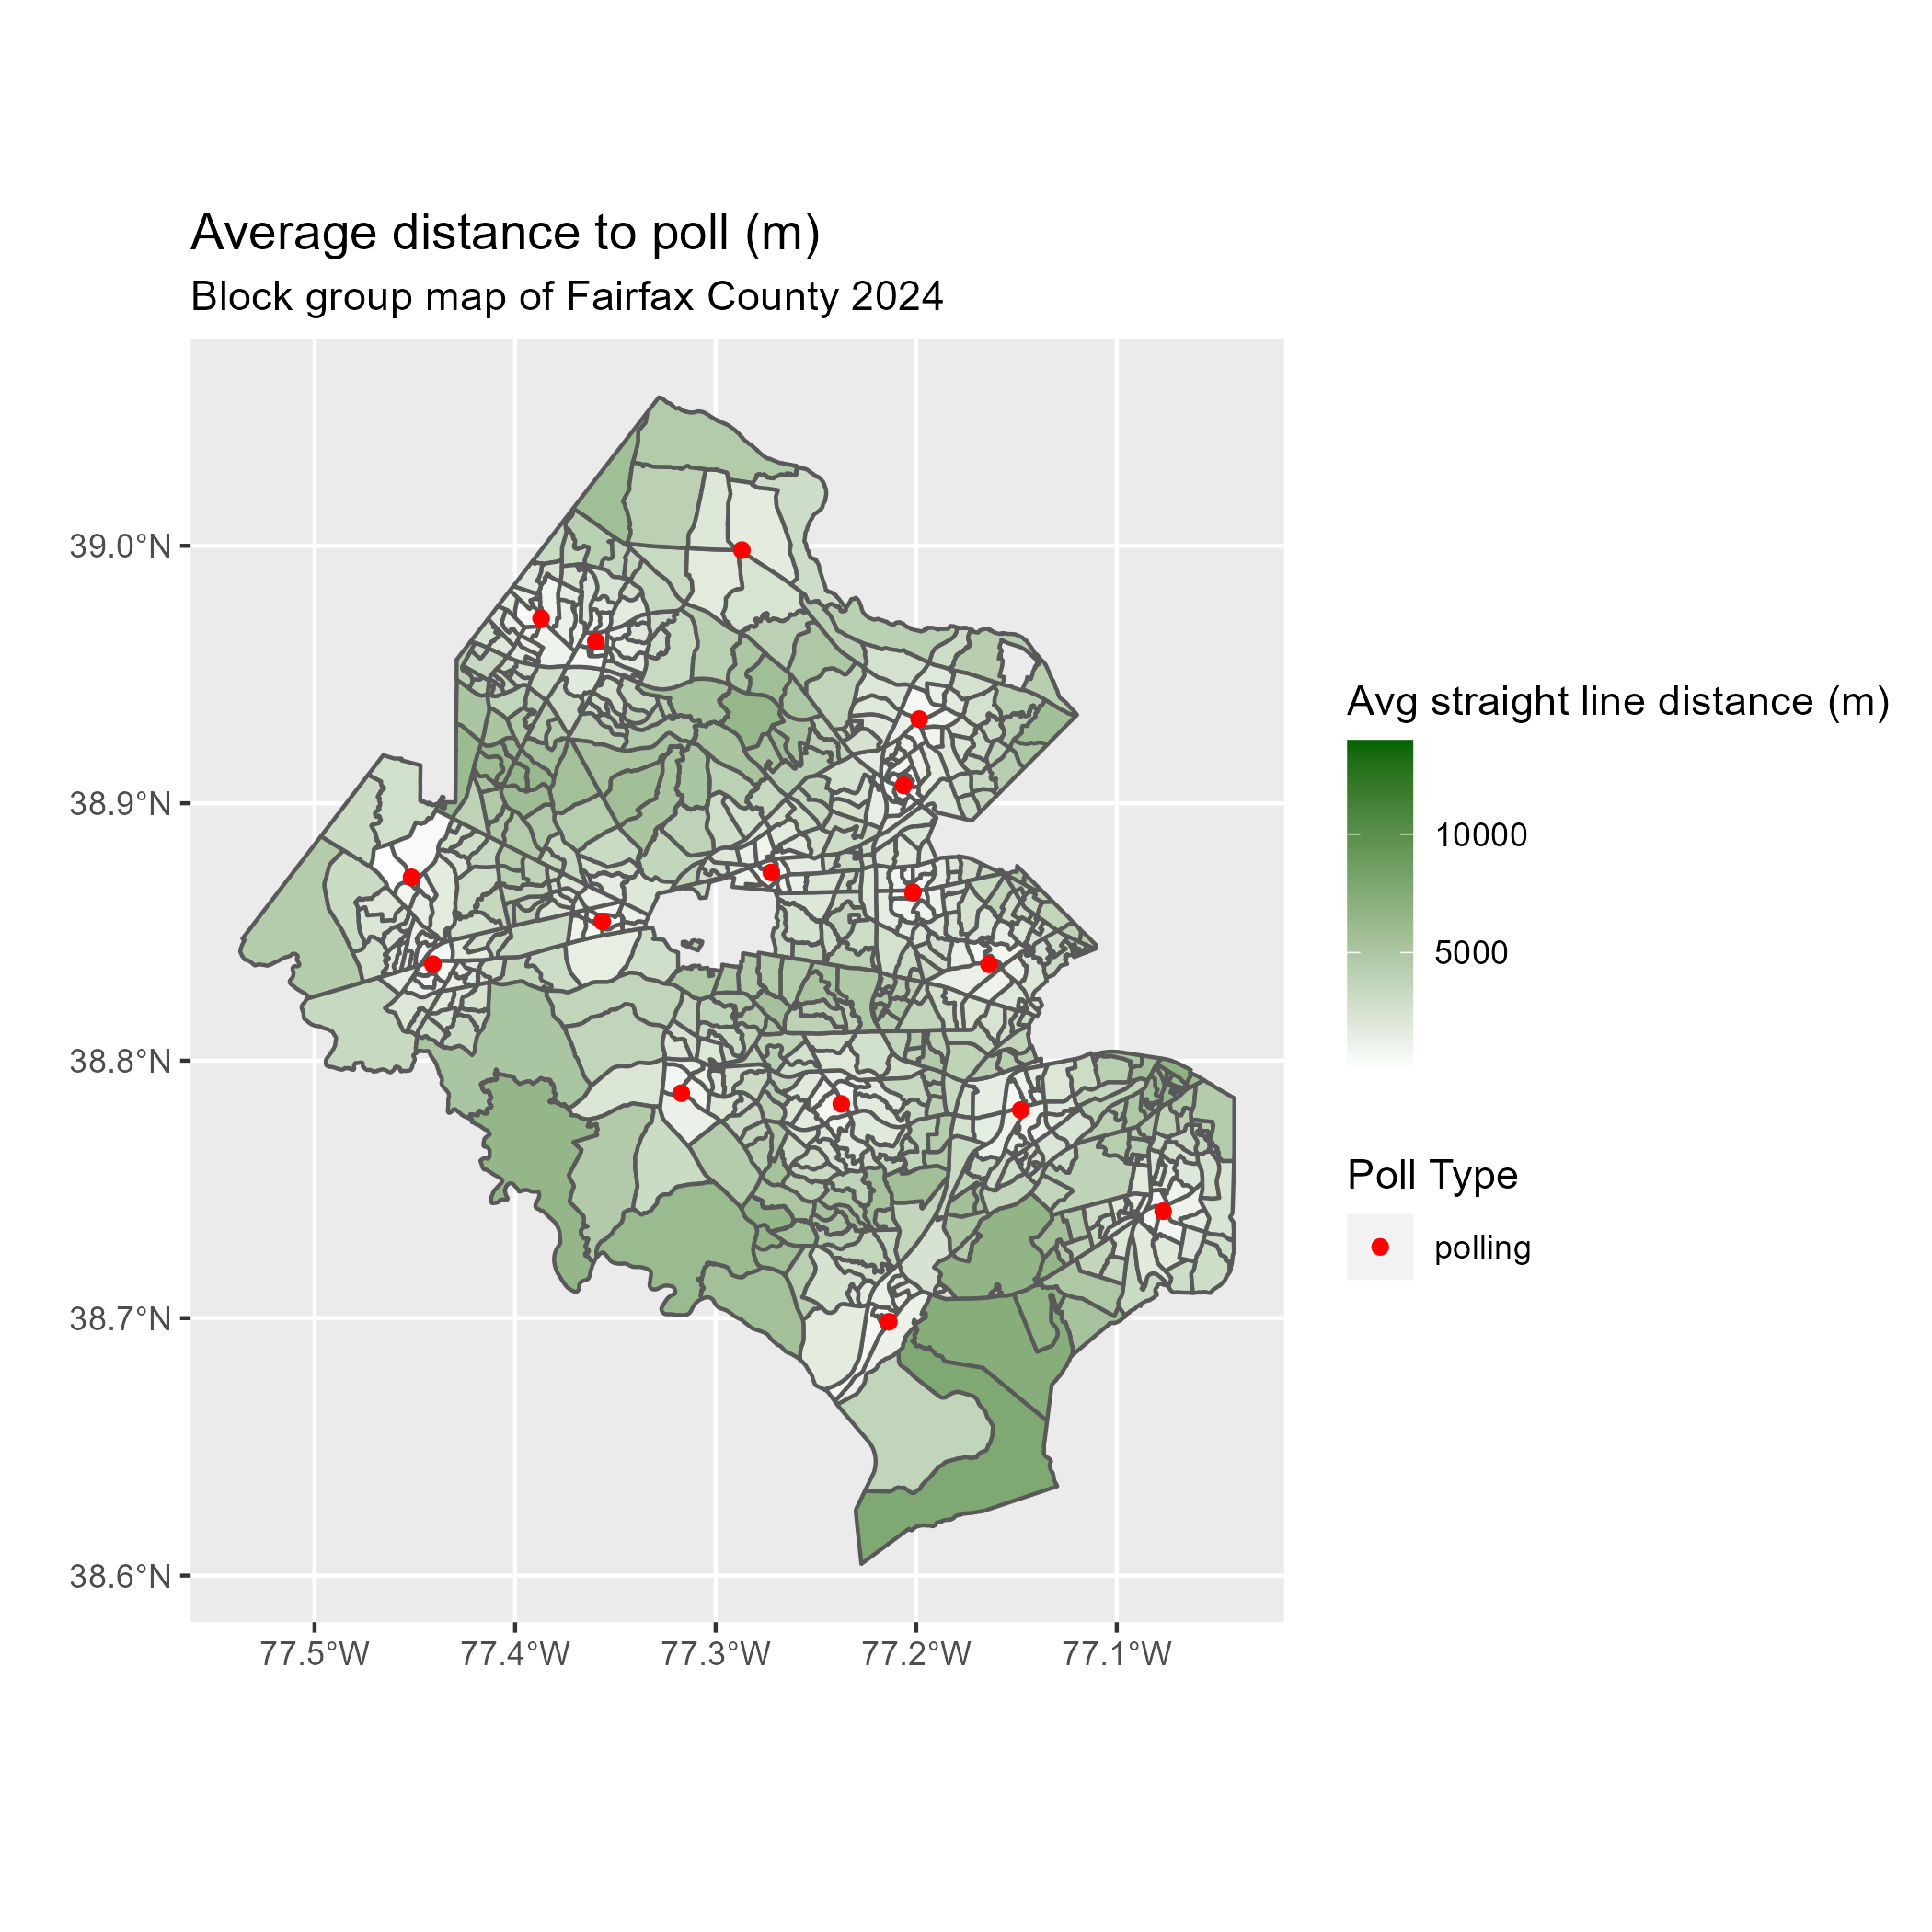 Average distance to poll (m)
Block group map of Fairfax County 2024
39.0°N
38.9°N
38.8°N
38.7°N
38.6°N
77.5°W
77.4°W
77.3°W
77.2°W
77.1°W
Avg straight line distance (m)
10000
5000
Poll Type
polling